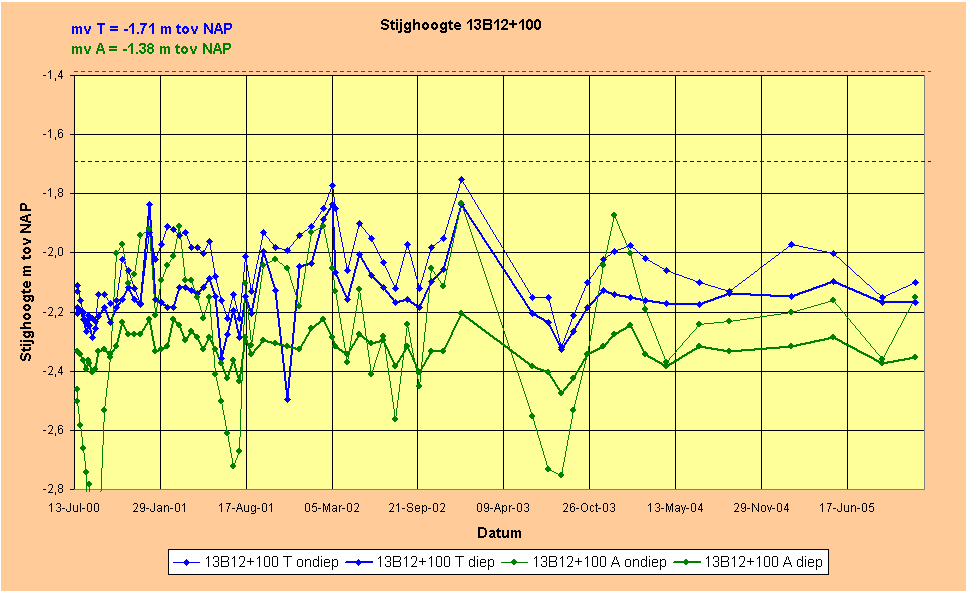 Stijghoogte 13B12+100
mv T = -1.71 m tov NAP
mv A = -1.38 m tov NAP
-1,4
-1,6
-1,8
-2,0
-2,2
-2,4
-2,6
-2,8
Stijghoogte m tov NAP
13-Jul-00 29-Jan-01 17-Aug-01 05-Mar-02 21-Sep-02 09-Apr-03 26-Oct-03 13-May-04 29-Nov-04 17-Jun-05
Datum
13B12+100 T ondiep 13B12+100 T diep 13B12+100 A ondiep 13B12+100 A diep